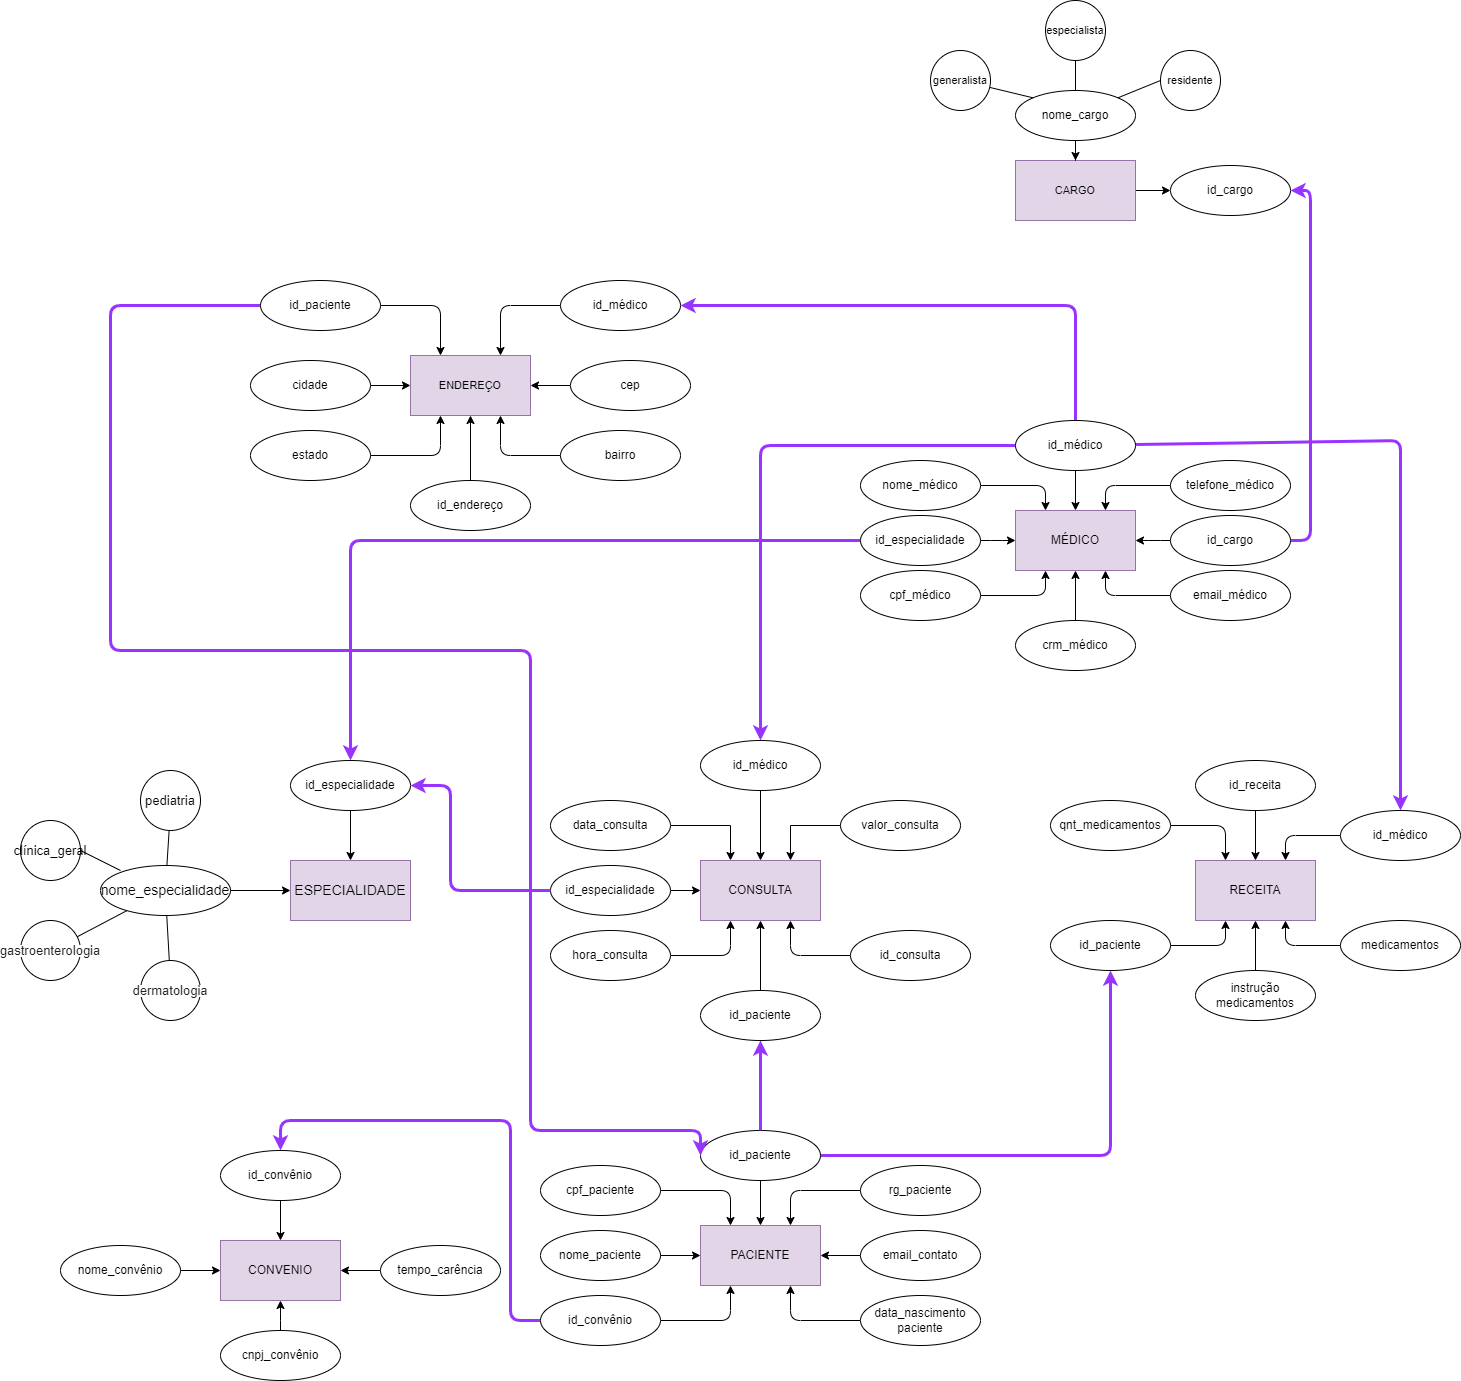 especialista
generalista
residente
nome_cargo
CARGO
id_cargo
id_paciente
id_médico
cidade
ENDEREÇO
cep
estado
bairro
id_endereço
id_médico
nome_médico
telefone_médico
id_especialidade
MÉDICO
id_cargo
cpf_médico
email_médico
crm_médico
id_médico
id_especialidade
id_receita
pediatria
data_consulta
valor_consulta
qnt_medicamentos
id_médico
clínica_geral
nome_especialidade
ESPECIALIDADE
id_especialidade
CONSULTA
RECEITA
gastroenterologia
hora_consulta
id_consulta
id_paciente
medicamentos
dermatologia
instrução
medicamentos
id_paciente
id_paciente
id_convênio
cpf_paciente
rg_paciente
nome_paciente
PACIENTE
email_contato
nome_convênio
CONVENIO
tempo_carência
id_convênio
data_nascimento
paciente
cnpj_convênio